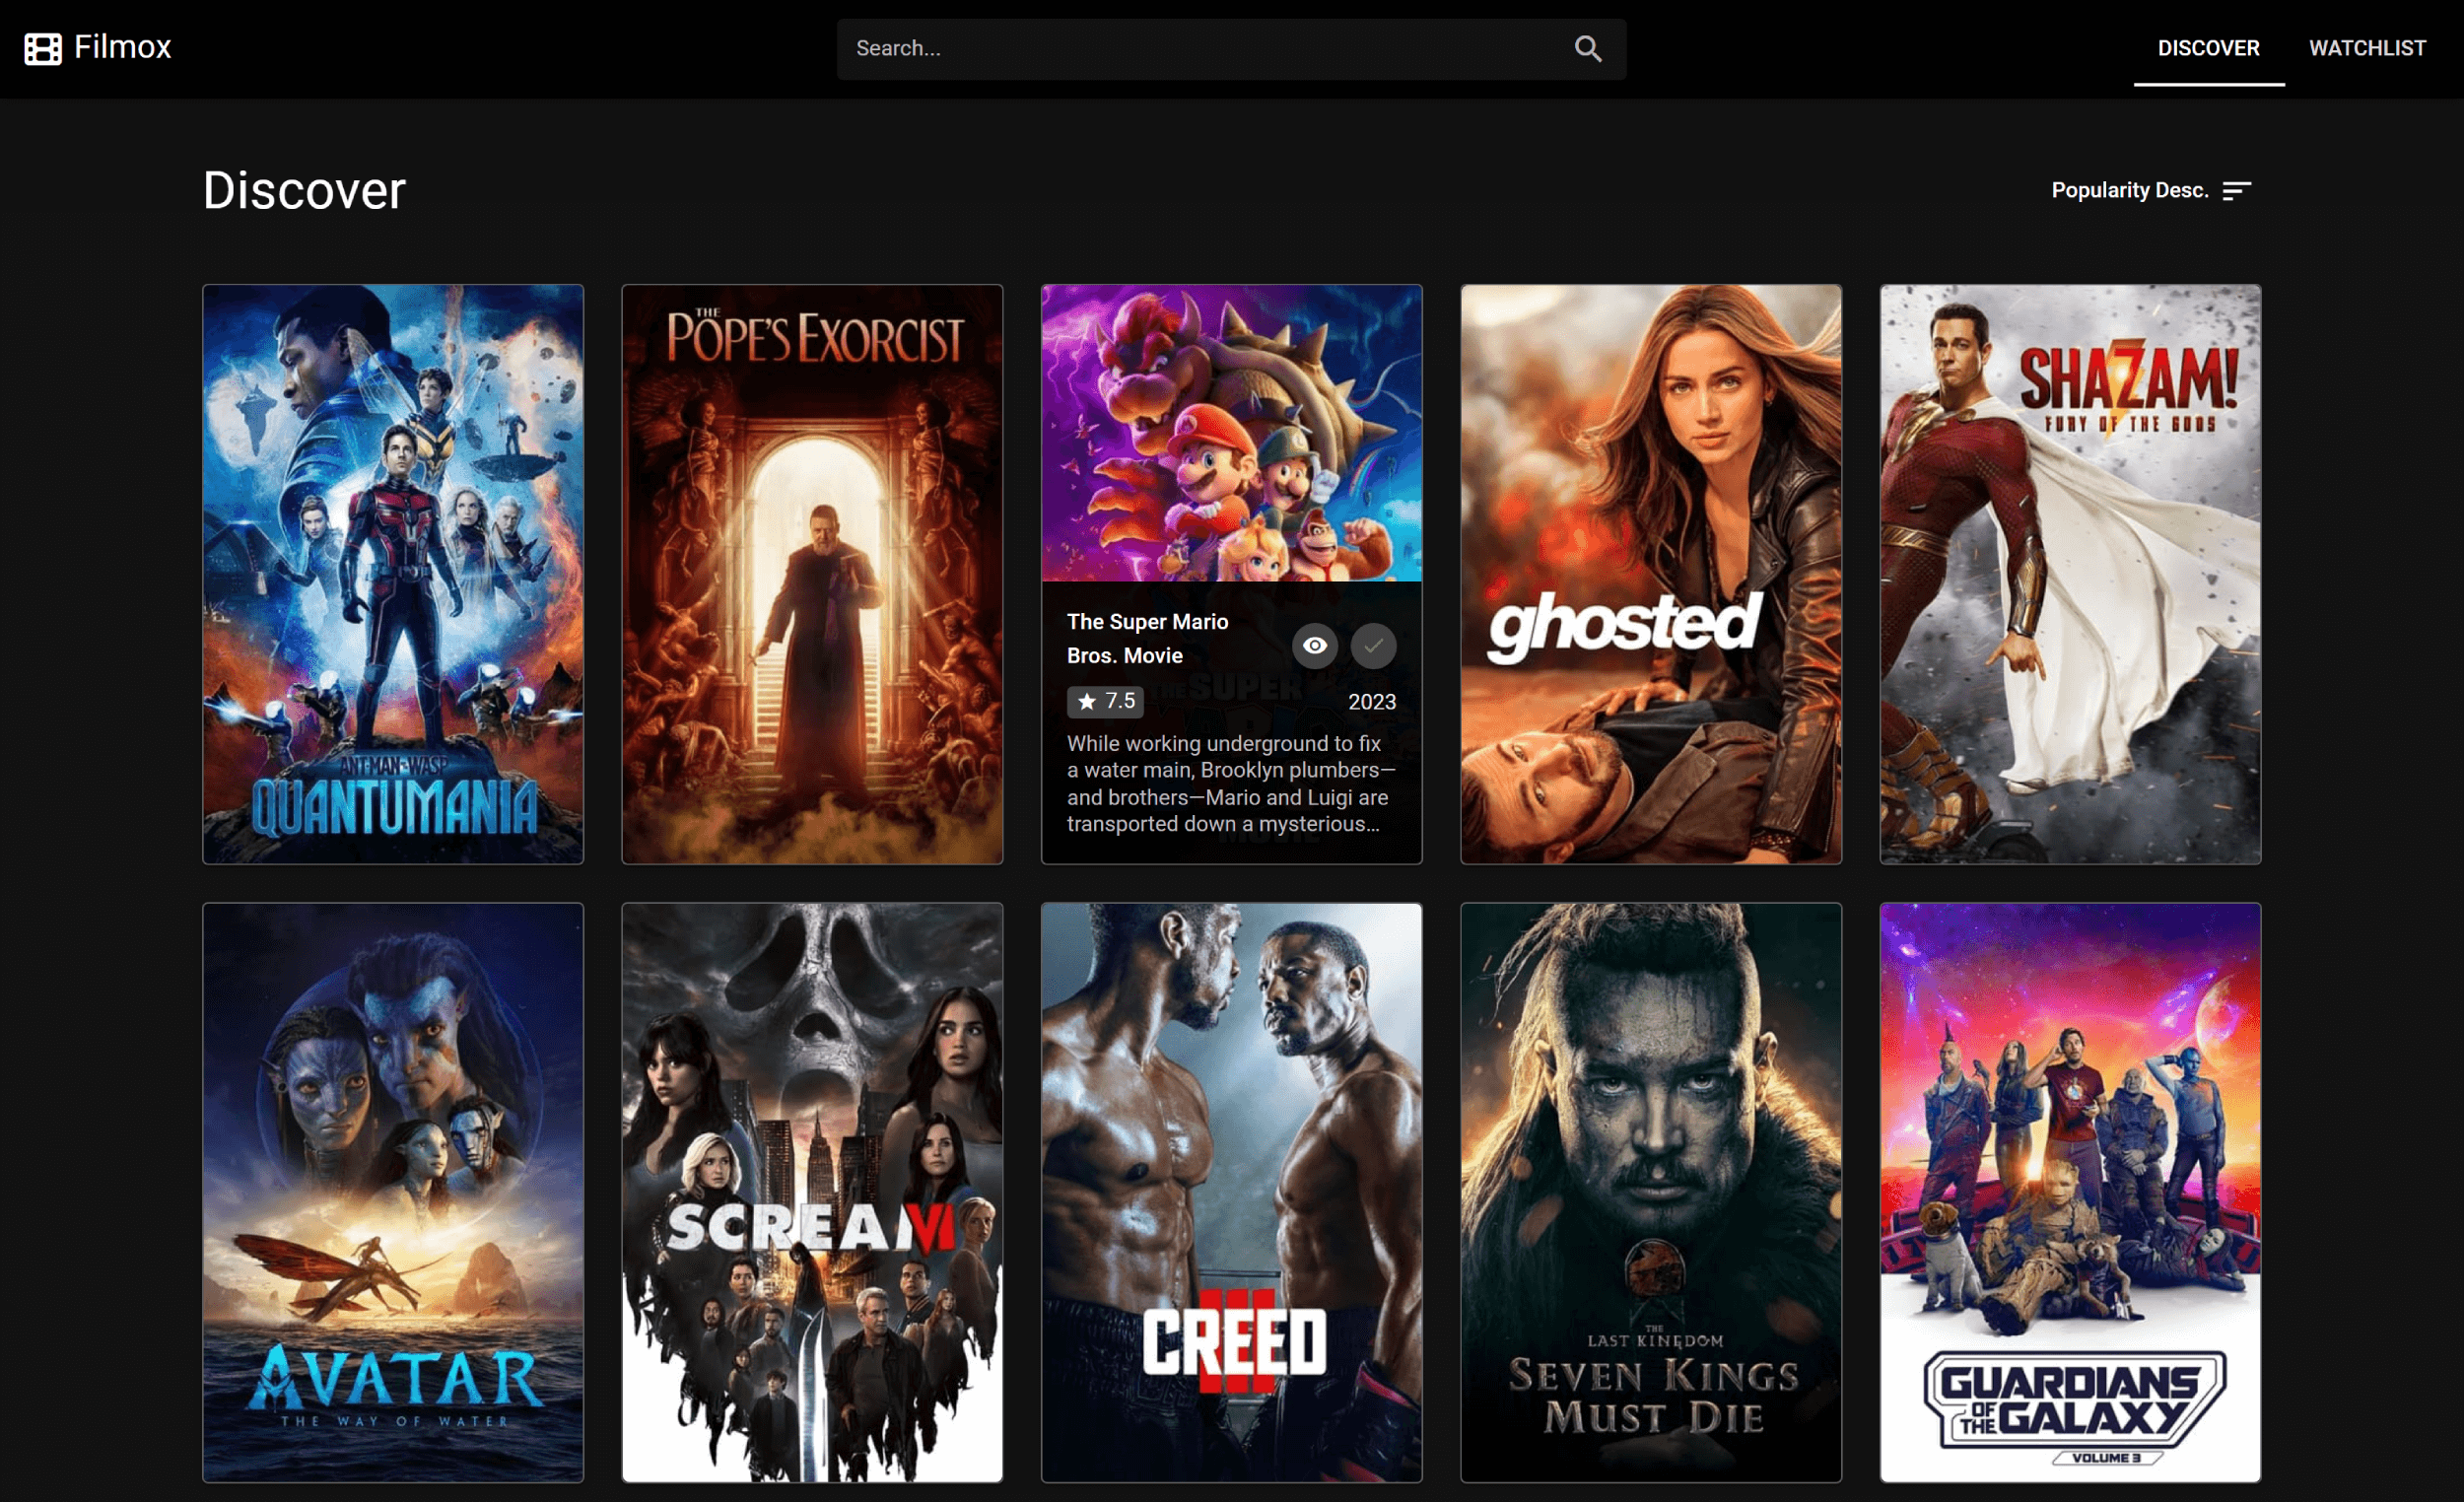 Filmox
Search...
DISCOVER
WATCHLIST
Discover
Popularity Desc.
ANT-MAN AND THE WASP
QUANTUMANIA
THE
POPE'S EXORCIST
The Super Mario
Bros. Movie
7.5
2023
While working underground to fix
a water main, Brooklyn plumbers—
and brothers—Mario and Luigi are
transported down a mysterious...
THE SUPER
MOVIE
ghosted
SHAZAM!
FURY OF THE GODS
AVATAR
THE WAY OF WATER
SCREAM VI
CREED
III
THE
LAST KINGDOM
SEVEN KINGS
MUST DIE
GUARDIANS
OF THE GALAXY
VOLUME 3